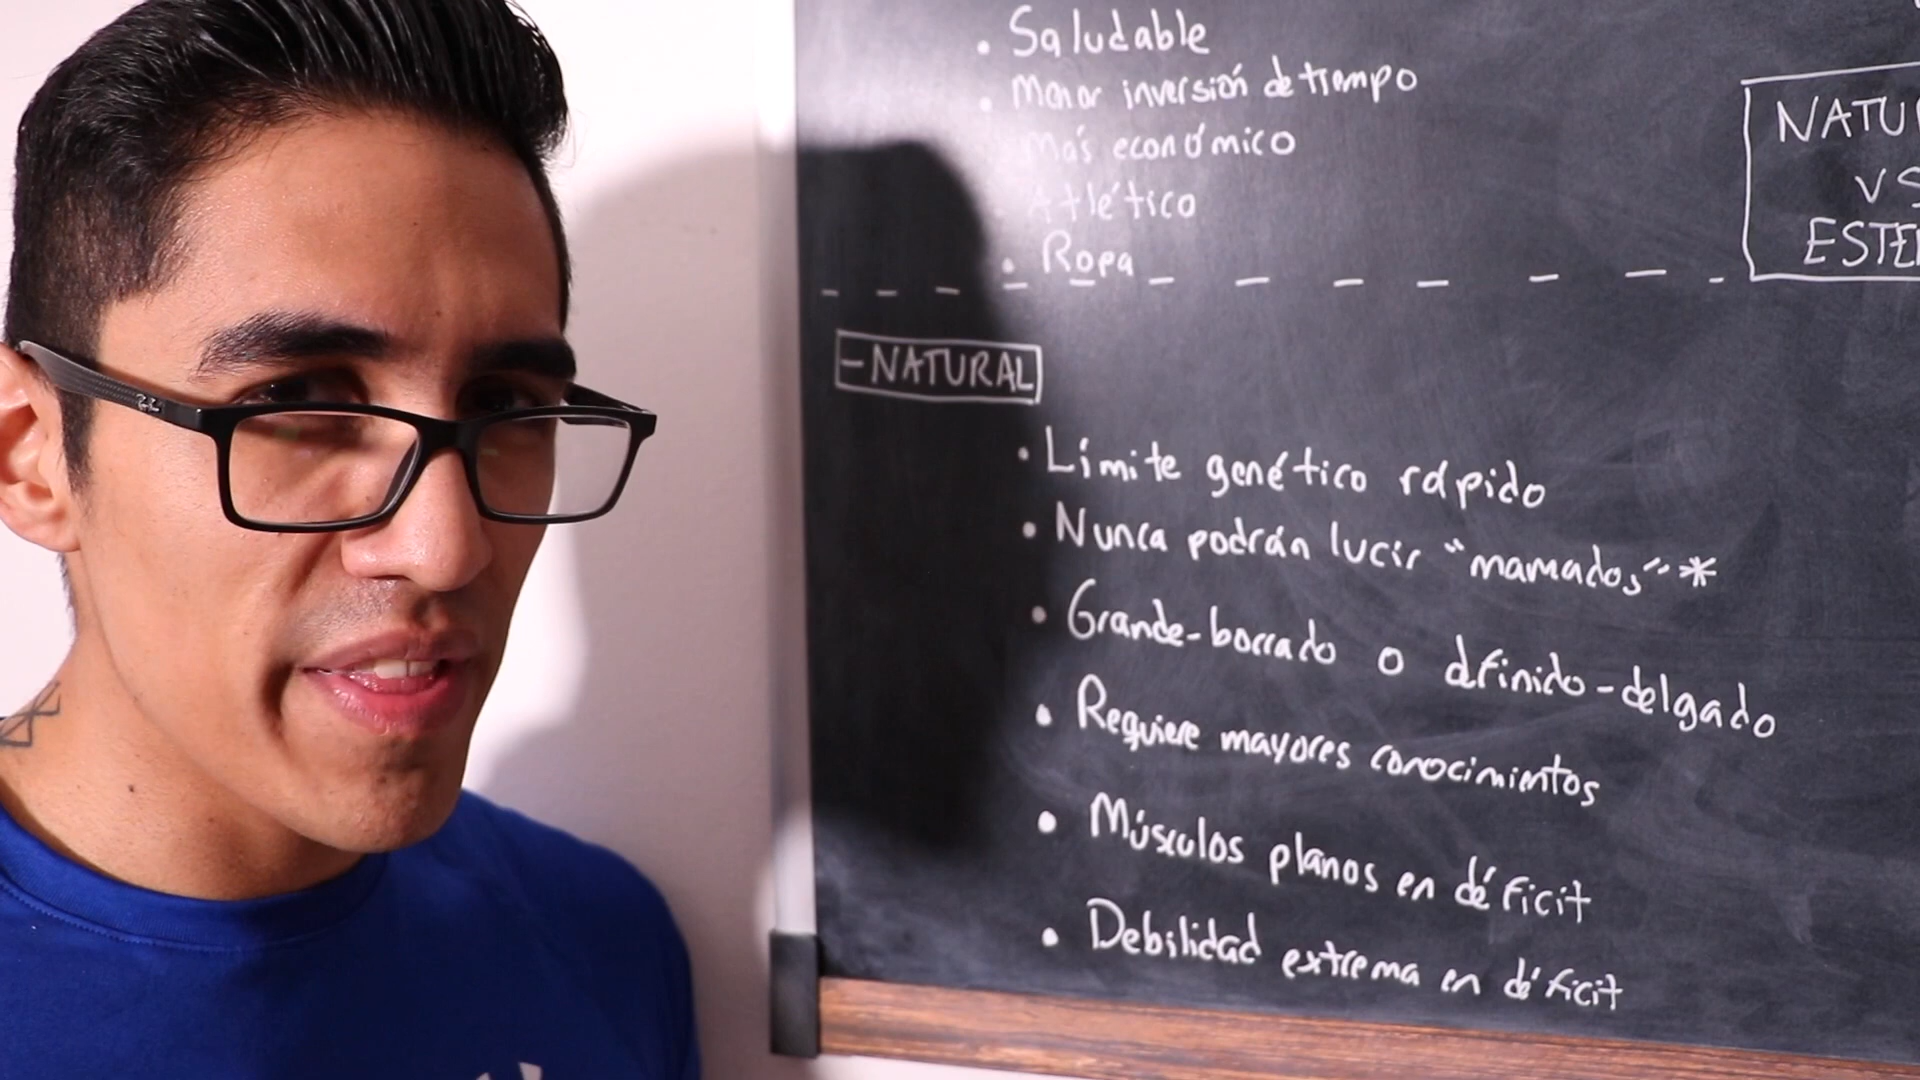 • Saludable
• Menor inversión de tiempo
Más económico
Atlético
• Ropa
NATU
VS
ESTE
- NATURAL
• Límite genético rápido
• Nunca podrán lucir "mamados" *
• Grande-borrado o dfinido-delgado
• Requiere mayores conocimientos
• Músculos planos en déficit
• Debilidad extrema en déficit